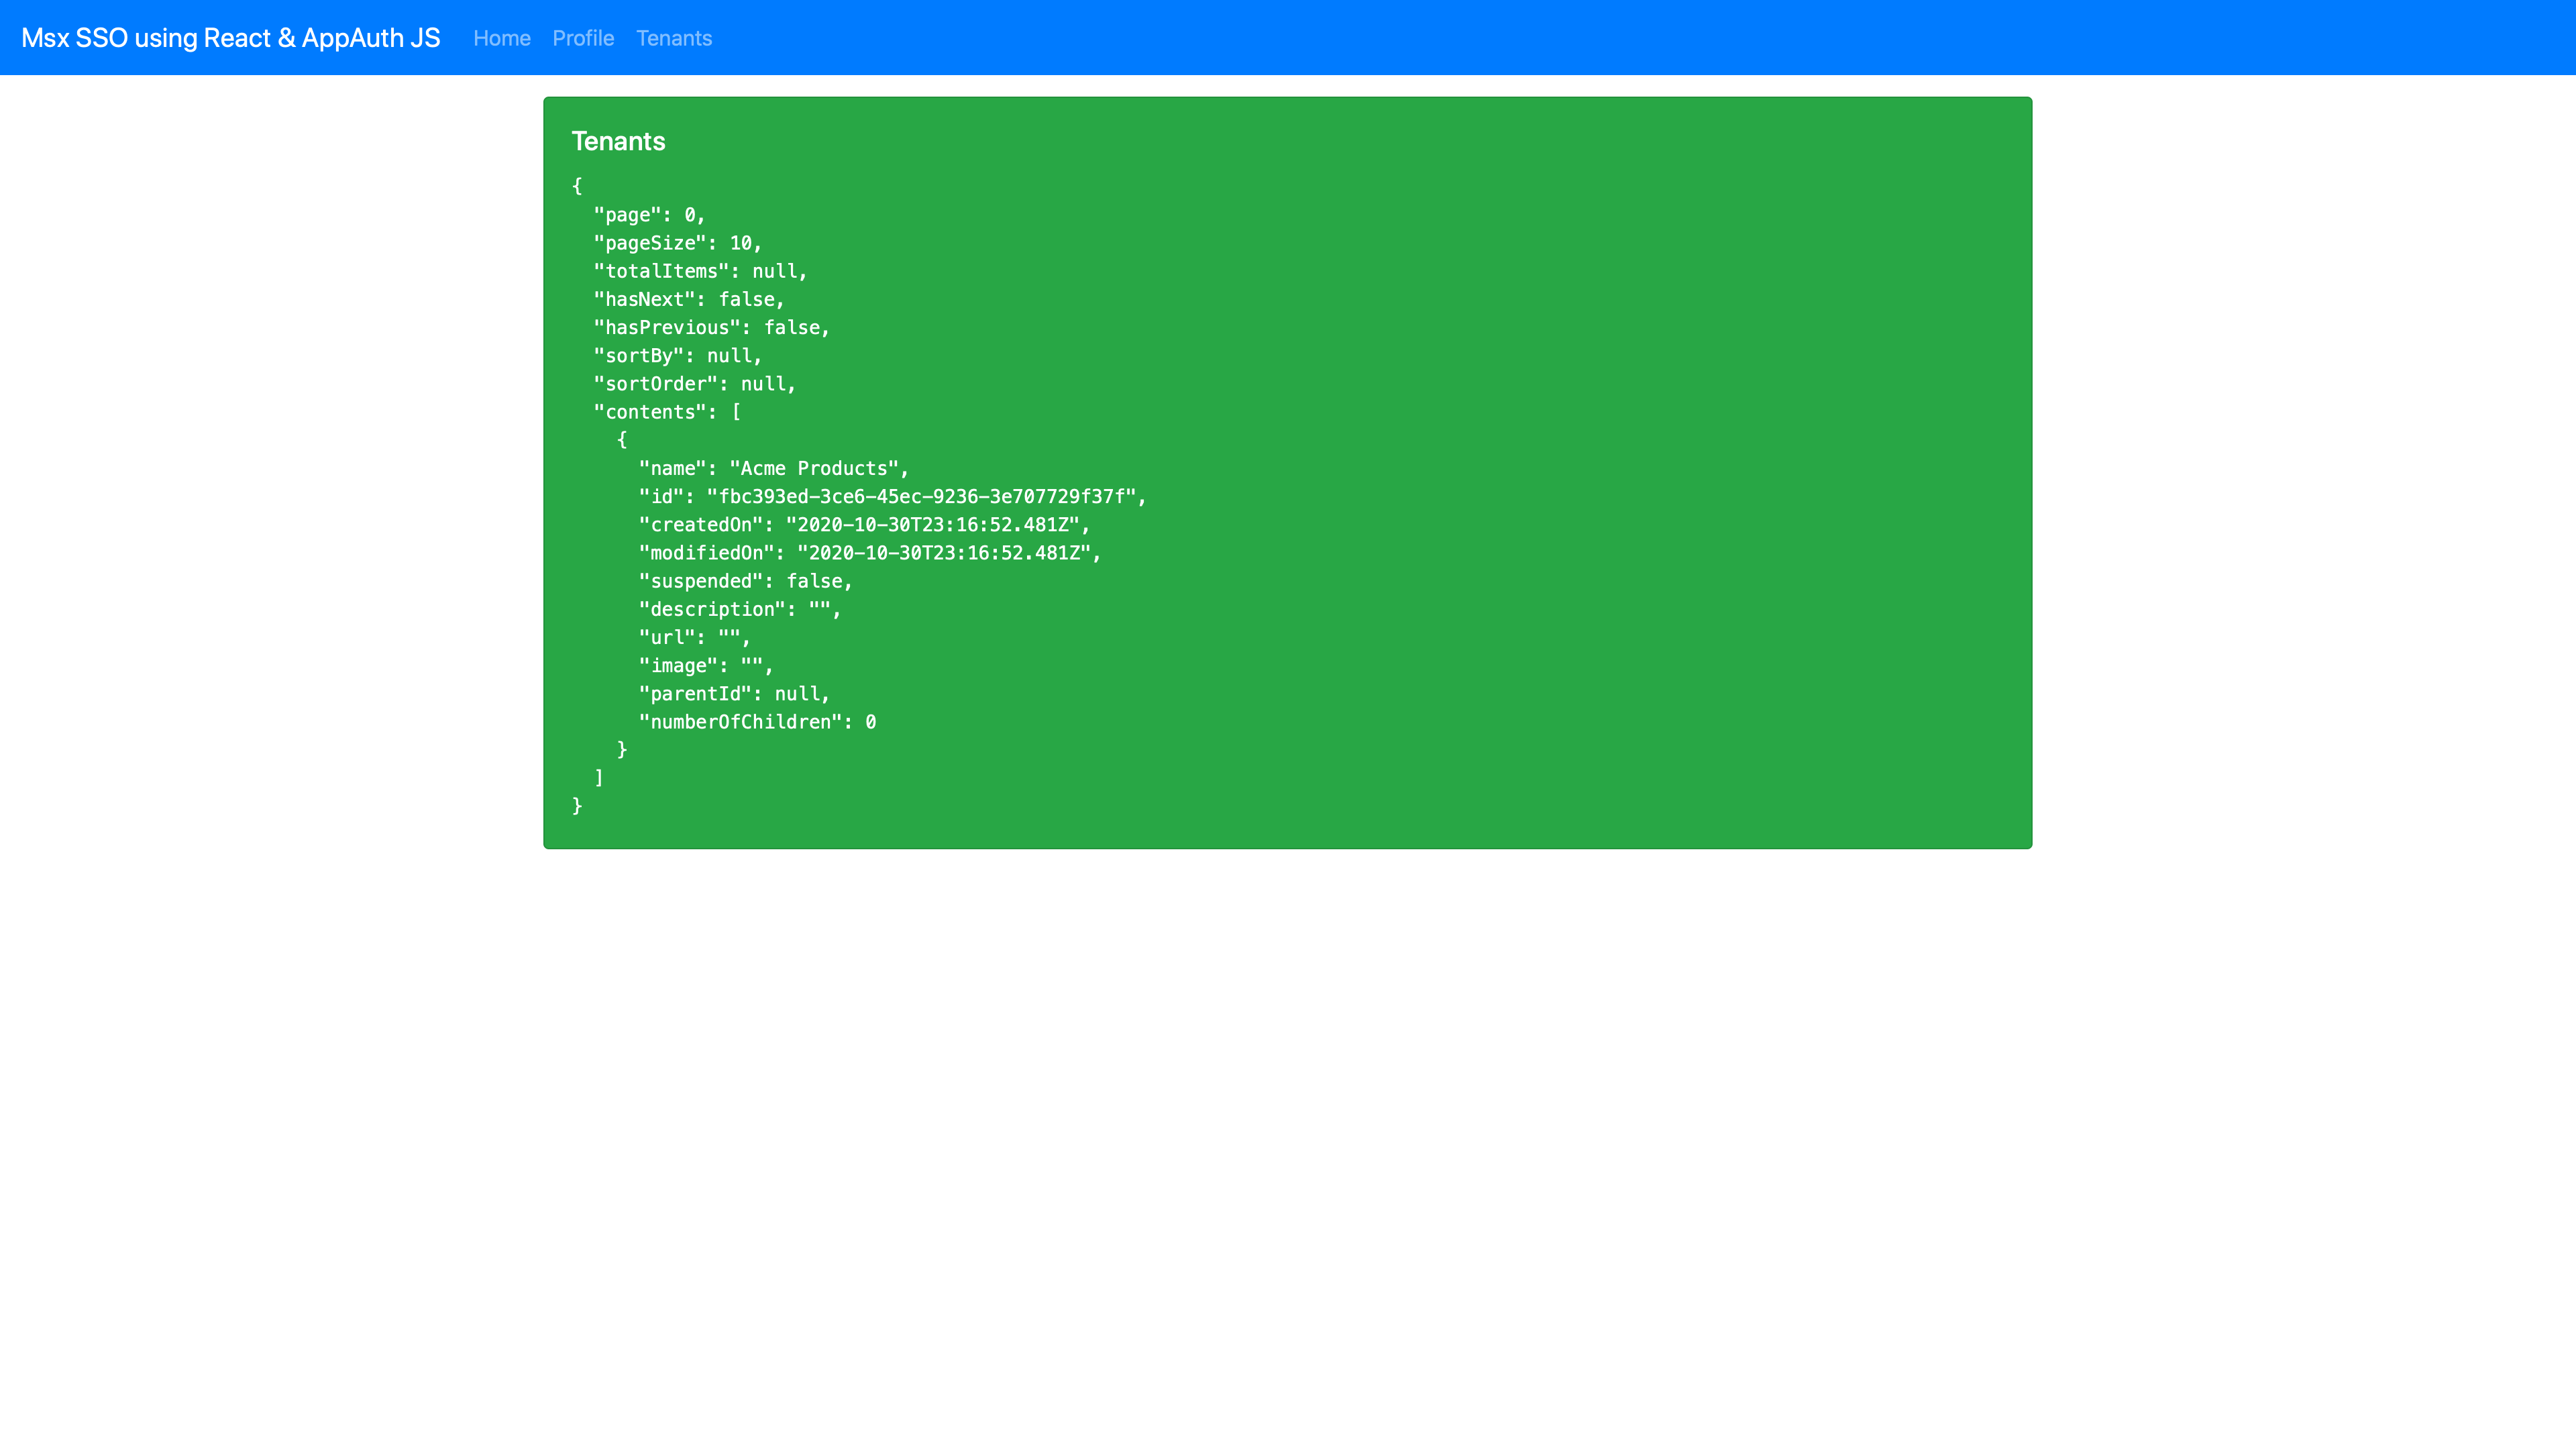 Msx SSO using React & AppAuth JS Home Profile Tenants
Tenants
{
  "page": 0,
  "pageSize": 10,
  "totalItems": null,
  "hasNext": false,
  "hasPrevious": false,
  "sortBy": null,
  "sortOrder": null,
  "contents": [
    {
      "name": "Acme Products",
      "id": "fbc393ed-3ce6-45ec-9236-3e707729f37f",
      "createdOn": "2020-10-30T23:16:52.481Z",
      "modifiedOn": "2020-10-30T23:16:52.481Z",
      "suspended": false,
      "description": "",
      "url": "",
      "image": "",
      "parentId": null,
      "numberOfChildren": 0
    }
  ]
}